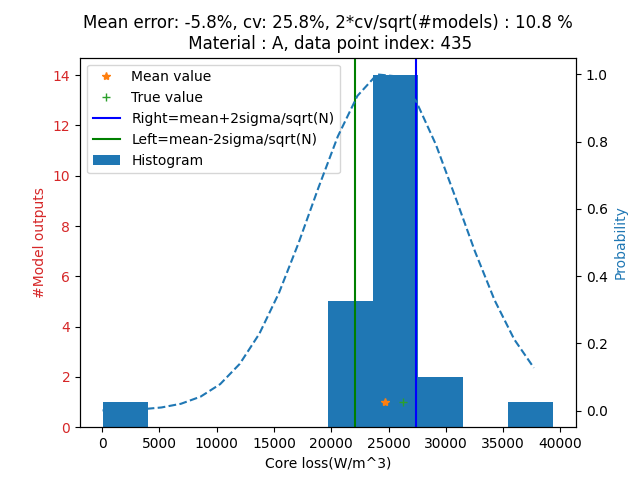 Mean error: -5.8%, cv: 25.8%, 2*cv/sqrt(#models) : 10.8 %
Material : A, data point index: 435
Mean value
True value
Right=mean+2sigma/sqrt(N)
Left=mean-2sigma/sqrt(N)
Histogram
#Model outputs
14
12
10
8
6
4
2
0
1.0
0.8
0.6
0.4
0.2
0.0
Probability
0 5000 10000 15000 20000 25000 30000 35000 40000
Core loss(W/m^3)